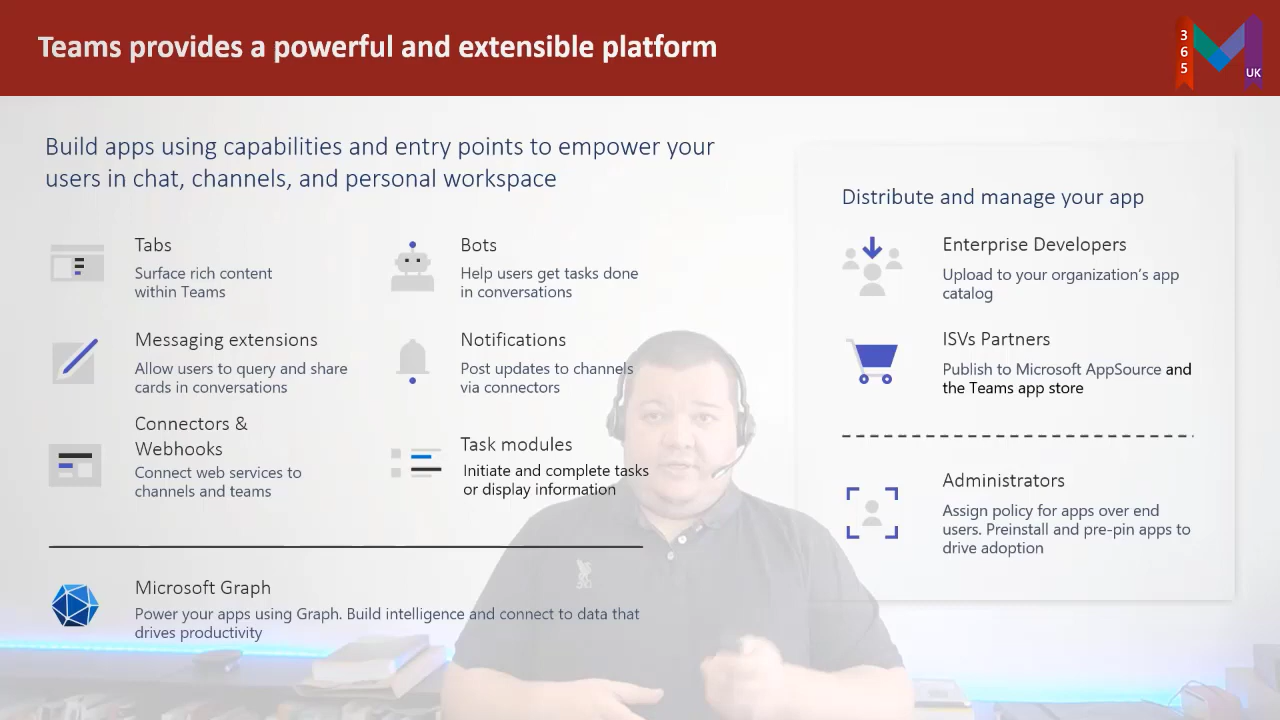 Teams provides a powerful and extensible platform
3
6
5
UK
Build apps using capabilities and entry points to empower your
users in chat, channels, and personal workspace
Tabs
Surface rich content
within Teams
Bots
Help users get tasks done
in conversations
Messaging extensions
Allow users to query and share
cards in conversations
Notifications
Post updates to channels
via connectors
Connectors &
Webhooks
Connect web services to
channels and teams
Task modules
Initiate and complete tasks
or display information
Microsoft Graph
Power your apps using Graph. Build intelligence and connect to data that
drives productivity
Distribute and manage your app
Enterprise Developers
Upload to your organization's app
catalog
ISVs Partners
Publish to Microsoft AppSource and
the Teams app store
Administrators
Assign policy for apps over end
users. Preinstall and pre-pin apps to
drive adoption